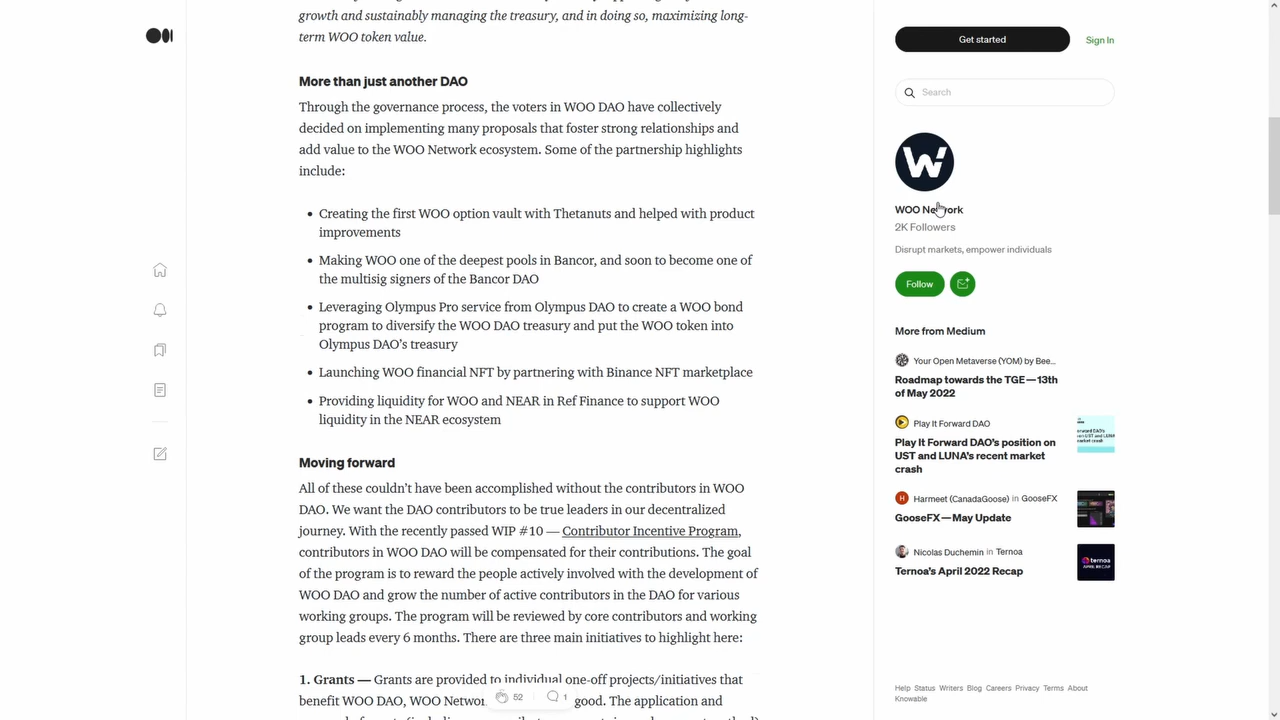 growth and sustainably managing the treasury, and in doing so, maximizing long-
term WOO token value.
More than just another DAO
Through the governance process, the voters in WOO DAO have collectively
decided on implementing many proposals that foster strong relationships and
add value to the WOO Network ecosystem. Some of the partnership highlights
include:
• Creating the first WOO option vault with Thetanuts and helped with product
improvements
• Making WOO one of the deepest pools in Bancor, and soon to become one of
the multisig signers of the Bancor DAO
• Leveraging Olympus Pro service from Olympus DAO to create a WOO bond
program to diversify the WOO DAO treasury and put the WOO token into
Olympus DAO’s treasury
• Launching WOO financial NFT by partnering with Binance NFT marketplace
• Providing liquidity for WOO and NEAR in Ref Finance to support WOO
liquidity in the NEAR ecosystem
Moving forward
All of these couldn’t have been accomplished without the contributors in WOO
DAO. We want the DAO contributors to be true leaders in our decentralized
journey. With the recently passed WIP #10 — Contributor Incentive Program,
contributors in WOO DAO will be compensated for their contributions. The goal
of the program is to reward the people actively involved with the development of
WOO DAO and grow the number of active contributors in the DAO for various
working groups. The program will be reviewed by core contributors and working
group leads every 6 months. There are three main initiatives to highlight here:
1. Grants — Grants are provided to individual one-off projects/initiatives that
benefit WOO DAO, WOO good. The application and
52 1
Get started
Sign In
Search
W
WOO Network
2K Followers
Disrupt markets, empower individuals
Follow
More from Medium
Your Open Metaverse (YOM) by Bee...
Roadmap towards the TGE — 13th
of May 2022
Play It Forward DAO
Play It Forward DAO’s position on
UST and LUNA’s recent market
crash
H Harmeet (CanadaGoose) in GooseFX
GooseFX — May Update
Nicolas Duchemin in Ternoa
Ternoa’s April 2022 Recap
ternoa
APRIL RECAP
Help Status Writers Blog Careers Privacy Terms About
Knowable